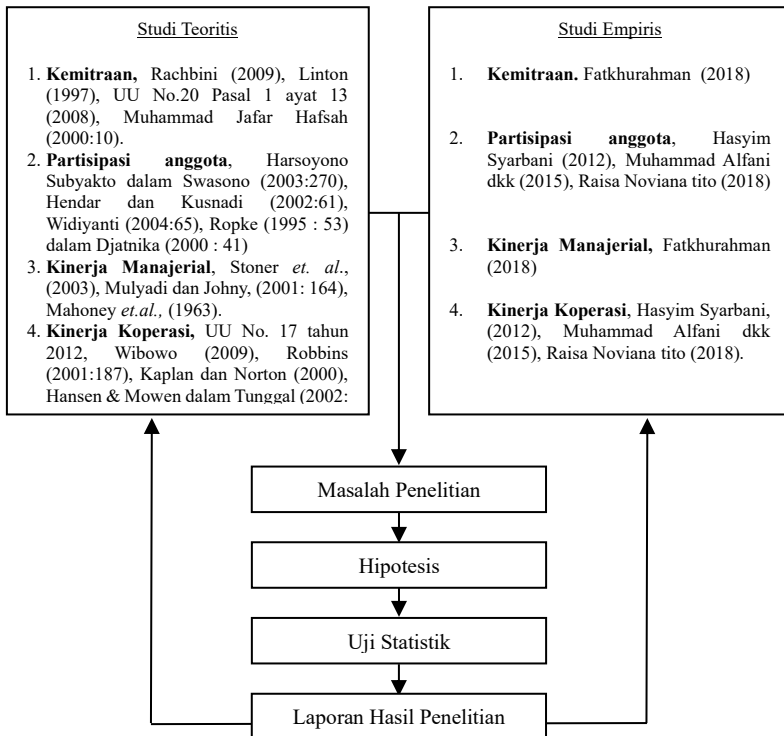 Studi Teoritis
1. Kemitraan, Rachbini (2009), Linton
(1997), UU No.20 Pasal 1 ayat 13
(2008), Muhammad Jafar Hafsah
(2000:10).
2. Partisipasi anggota, Harsoyono
Subyakto dalam Swasono (2003:270),
Hendar dan Kusnadi (2002:61),
Widiyanti (2004:65), Ropke (1995 : 53)
dalam Djatnika (2000 : 41)
3. Kinerja Manajerial, Stoner et. al.,
(2003), Mulyadi dan Johny, (2001: 164),
Mahoney et.al., (1963).
4. Kinerja Koperasi, UU No. 17 tahun
2012, Wibowo (2009), Robbins
(2001:187), Kaplan dan Norton (2000),
Hansen & Mowen dalam Tunggal (2002:
Studi Empiris
1. Kemitraan. Fatkhurahman (2018)
2. Partisipasi anggota, Hasyim
Syarbani (2012), Muhammad Alfani
dkk (2015), Raisa Noviana tito (2018)
3. Kinerja Manajerial, Fatkhurahman
(2018)
4. Kinerja Koperasi, Hasyim Syarbani,
(2012), Muhammad Alfani dkk
(2015), Raisa Noviana tito (2018).
Masalah Penelitian
Hipotesis
Uji Statistik
Laporan Hasil Penelitian